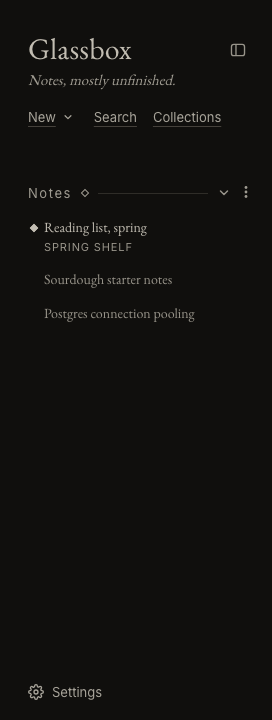 Glassbox
Notes, mostly unfinished.
New Search Collections
Notes
Reading list, spring
SPRING SHELF
Sourdough starter notes
Postgres connection pooling
Settings